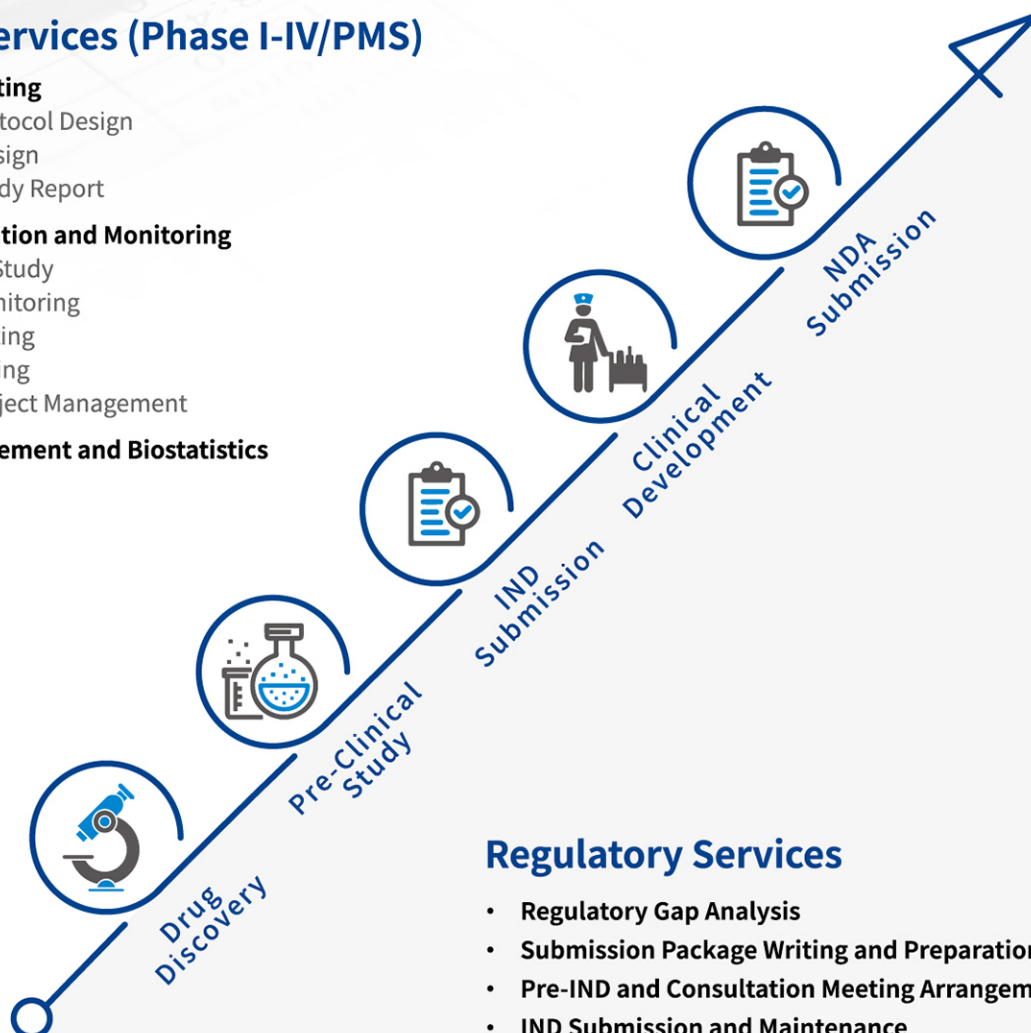 ervices (Phase I-IV/PMS)
ting
tocol Design
sign
dy Report
tion and Monitoring
Study
nitoring
ting
ing
ject Management
ement and Biostatistics
NDA
Submission
Clinical
Development
IND
Submission
Pre-Clinical
Study
Drug
Discovery
Regulatory Services
• Regulatory Gap Analysis
• Submission Package Writing and Preparation
• Pre-IND and Consultation Meeting Arrangem
• IND Submission and Maintenance